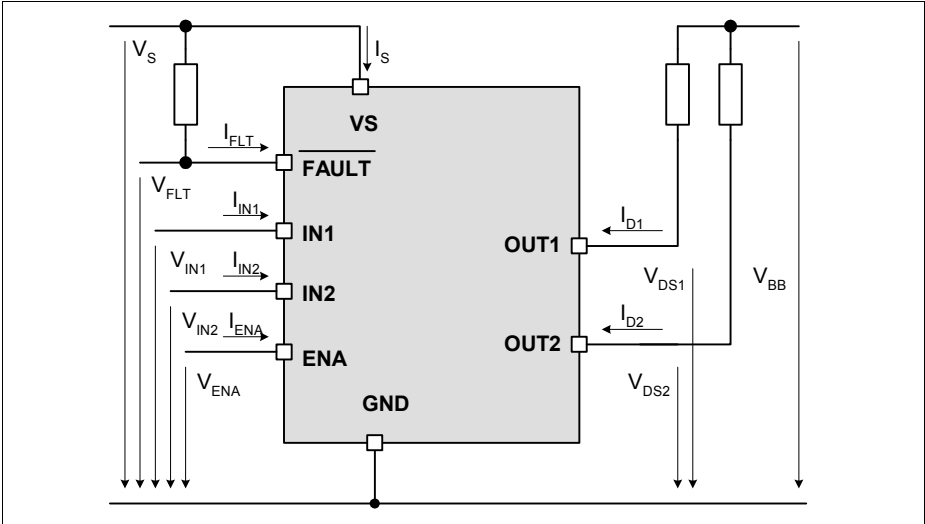 V_S
I_S
VS
I_FLT
FAULT
V_FLT
I_IN1
IN1
I_D1
OUT1
V_IN1
I_IN2
V_DS1
V_BB
IN2
V_IN2
I_ENA
I_D2
OUT2
ENA
V_ENA
V_DS2
GND